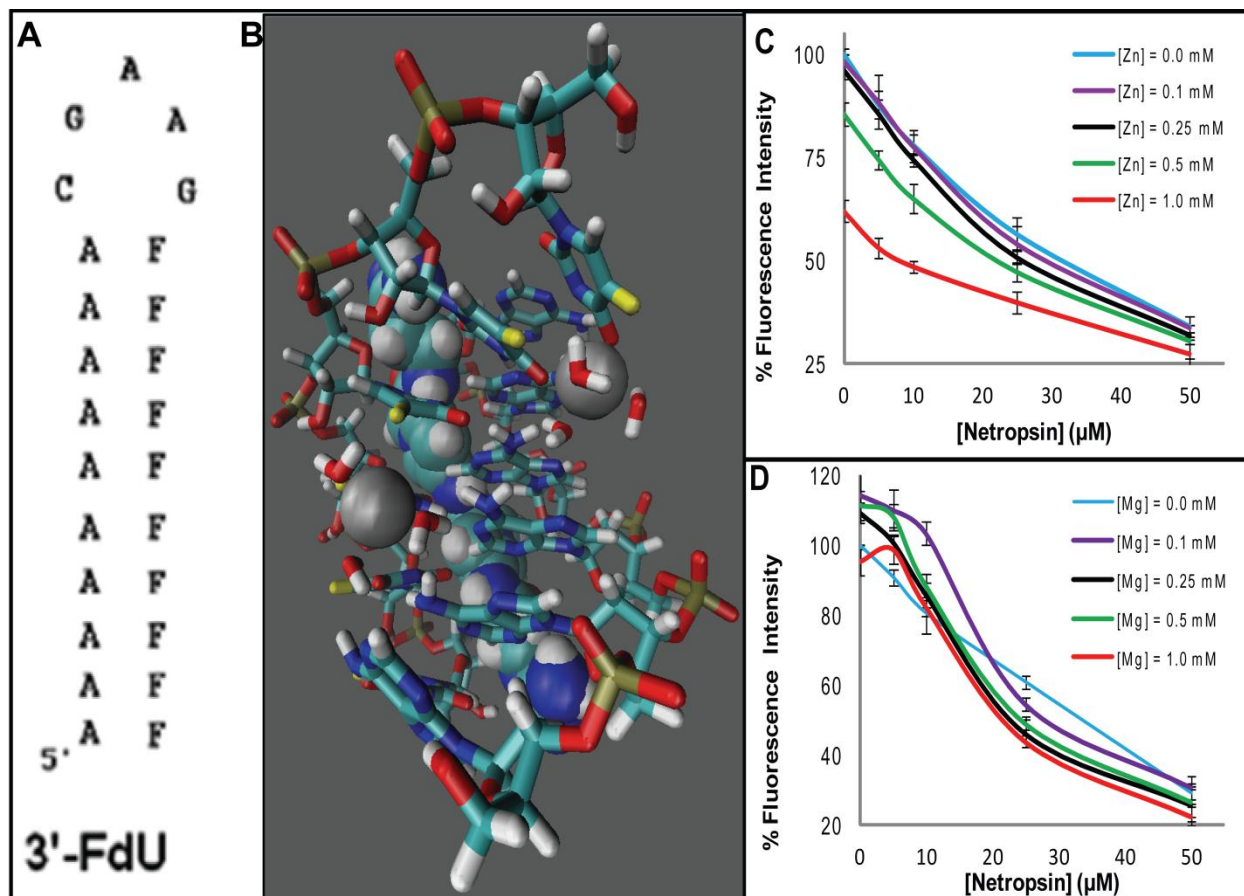 A
A
G A
C G
A F
A F
A F
A F
A F
A F
A F
A F
A F
5' A F
3'-FdU
B
C
% Fluorescence Intensity
100
75
50
25
0 10 20 30 40 50
[Netropsin] (µM)
[Zn] = 0.0 mM
[Zn] = 0.1 mM
[Zn] = 0.25 mM
[Zn] = 0.5 mM
[Zn] = 1.0 mM
D
% Fluorescence Intensity
120
100
80
60
40
20
0 10 20 30 40 50
[Netropsin] (µM)
[Mg] = 0.0 mM
[Mg] = 0.1 mM
[Mg] = 0.25 mM
[Mg] = 0.5 mM
[Mg] = 1.0 mM